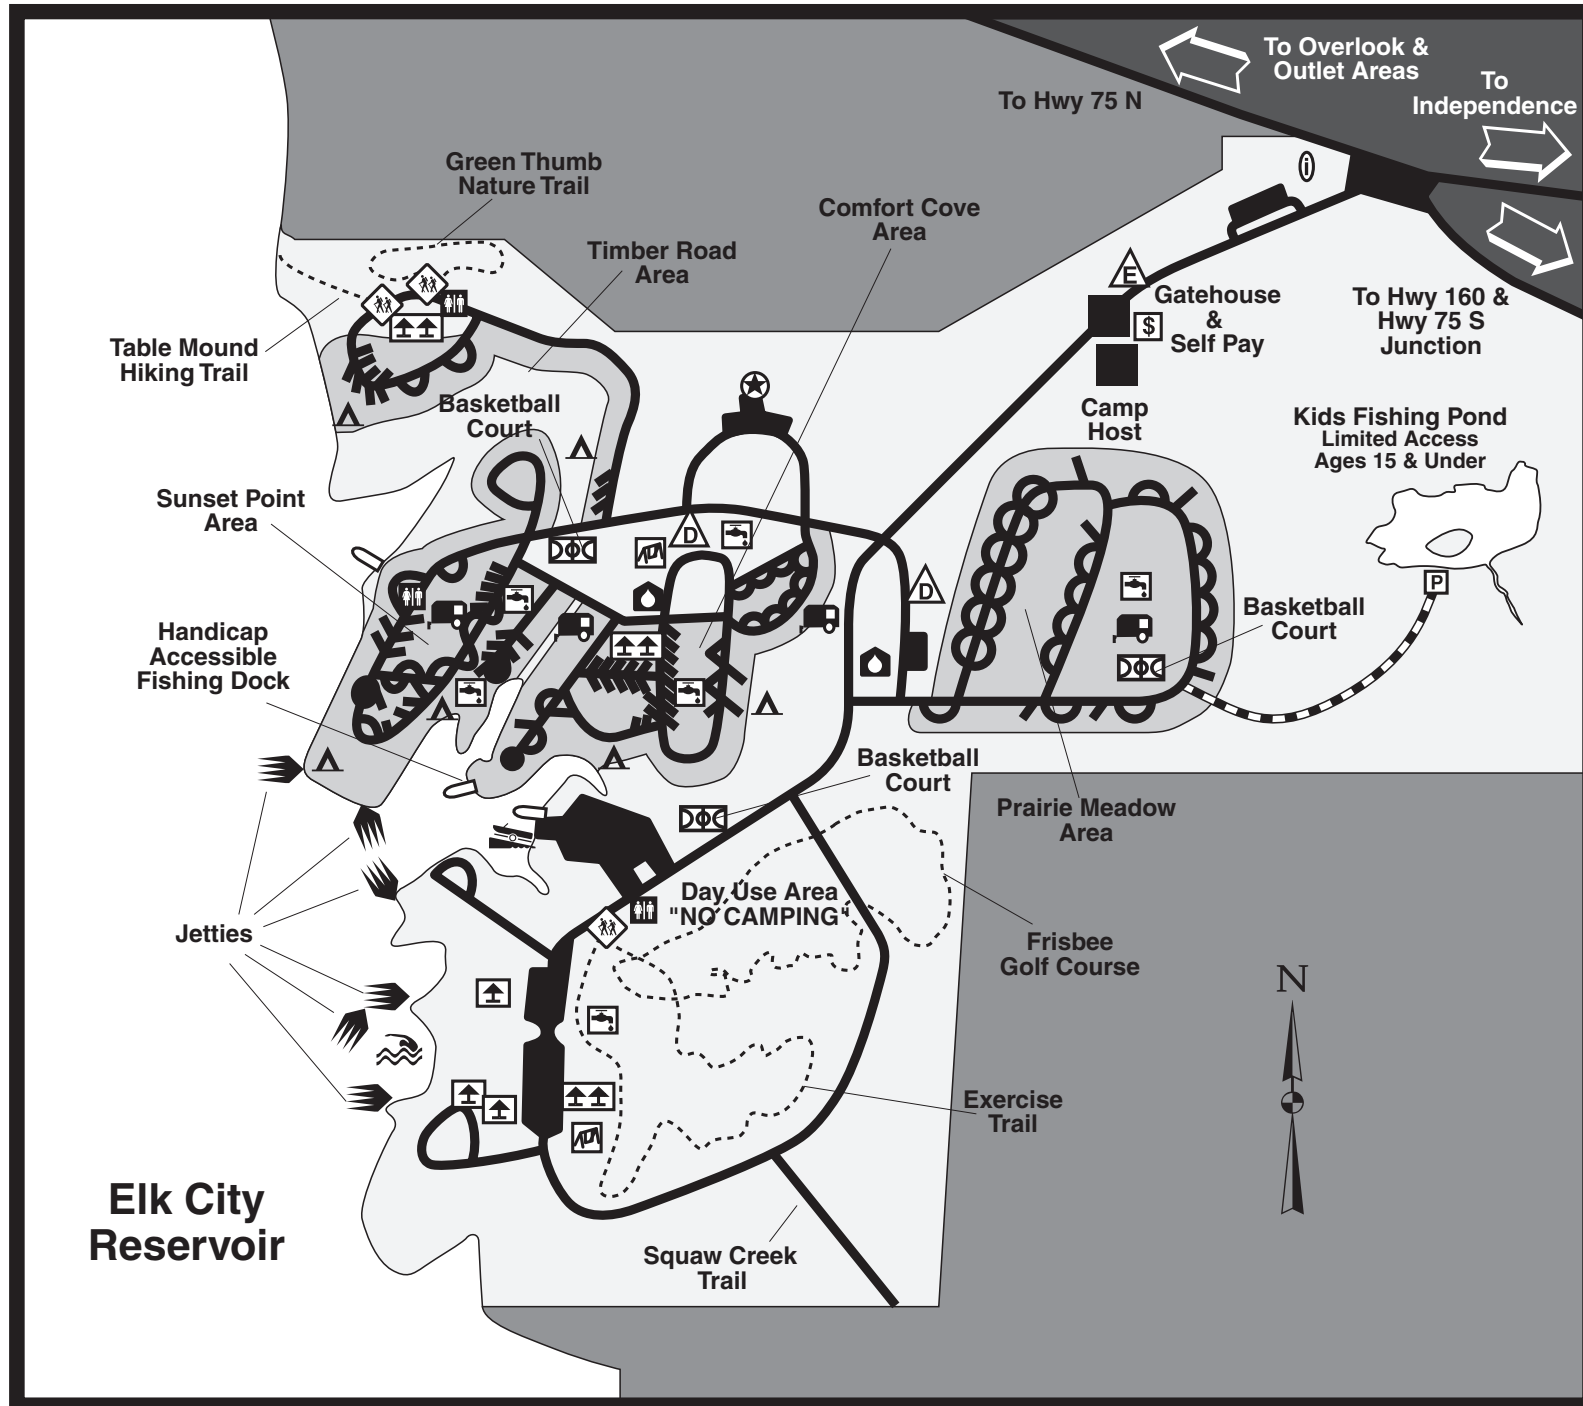 To Overlook &
Outlet Areas
To
Independence
To Hwy 75 N
i
Green Thumb
Nature Trail
Comfort Cove
Area
Timber Road
Area
E
Gatehouse
&
Self Pay
$
To Hwy 160 &
Hwy 75 S
Junction
Table Mound
Hiking Trail
Basketball
Court
Camp
Host
Kids Fishing Pond
Limited Access
Ages 15 & Under
Sunset Point
Area
D
D
P
Basketball
Court
Handicap
Accessible
Fishing Dock
Basketball
Court
Prairie Meadow
Area
Day Use Area
"NO CAMPING"
Jetties
Frisbee
Golf Course
N
Exercise
Trail
Elk City
Reservoir
Squaw Creek
Trail